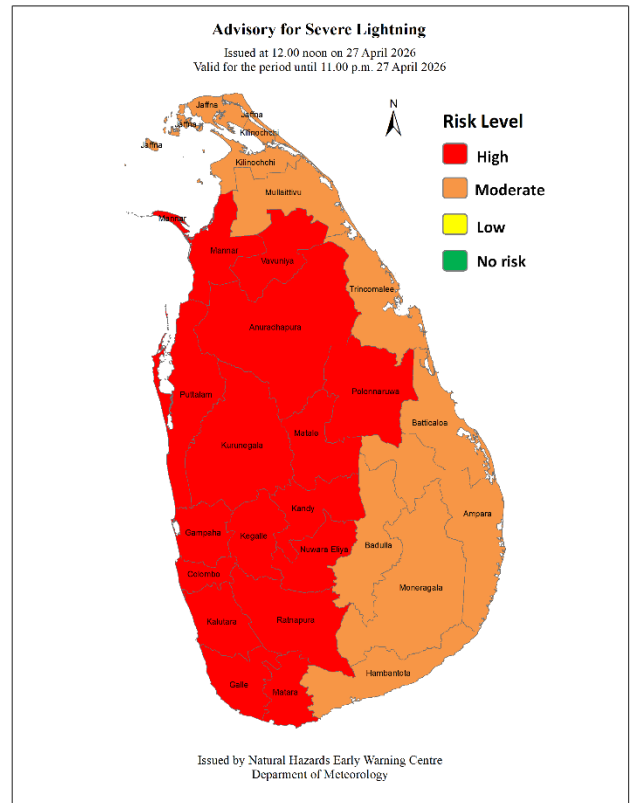 Advisory for Severe Lightning
Issued at 12.00 noon on 27 April 2026
Valid for the period until 11.00 p.m. 27 April 2026
N
Risk Level
High
Moderate
Low
No risk
Jaffna
Jaffna
Jaffna
Jaffna
Kilinochchi
Kilinochchi
Mullaittivu
Mannar
Mannar
Vavuniya
Trincomalee
Anuradhapura
Polonnaruwa
Puttalam
Batticaloa
Kurunegala
Matale
Kandy
Ampara
Gampaha
Kegalle
Nuwara Eliya
Badulla
Colombo
Moneragala
Kalutara
Ratnapura
Hambantota
Galle
Matara
Issued by Natural Hazards Early Warning Centre
Deparment of Meteorology